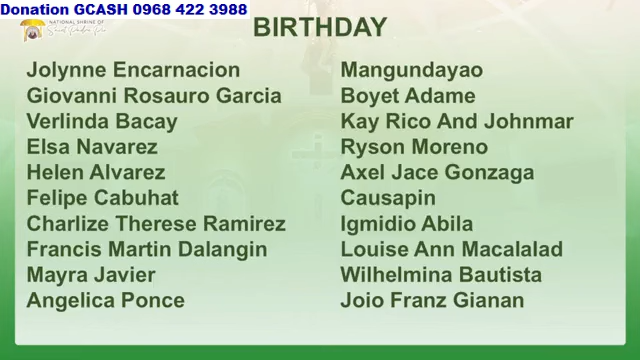 Donation GCASH 0968 422 3988
NATIONAL SHRINE OF
BIRTHDAY
Jolynne Encarnacion
Giovanni Rosauro Garcia
Verlinda Bacay
Elsa Navarez
Helen Alvarez
Felipe Cabuhat
Charlize Therese Ramirez
Francis Martin Dalangin
Mayra Javier
Angelica Ponce
Mangundayao
Boyet Adame
Kay Rico And Johnmar
Ryson Moreno
Axel Jace Gonzaga
Causapin
Igmidio Abila
Louise Ann Macalalad
Wilhelmina Bautista
Joio Franz Gianan